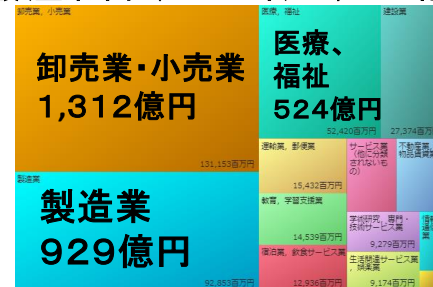 卸売業、小売業
卸売業・小売業
1,312億円
131,153百万円
製造業
製造業
929億円
92,853百万円
医療、福祉
医療、
福祉
524億円
52,420百万円
建設業
27,374百万
運輸業、郵便業
15,432百万円
サービス業
(他に分類
されないも
の)
不動産業、
物品賃貸業
教育、学習支援業
14,539百万円
学術研究、専門・
技術サービス業
9,279百万円
宿泊業、飲食サービス業
12,936百万円
生活関連サービス業
、娯楽業
9,174百万円